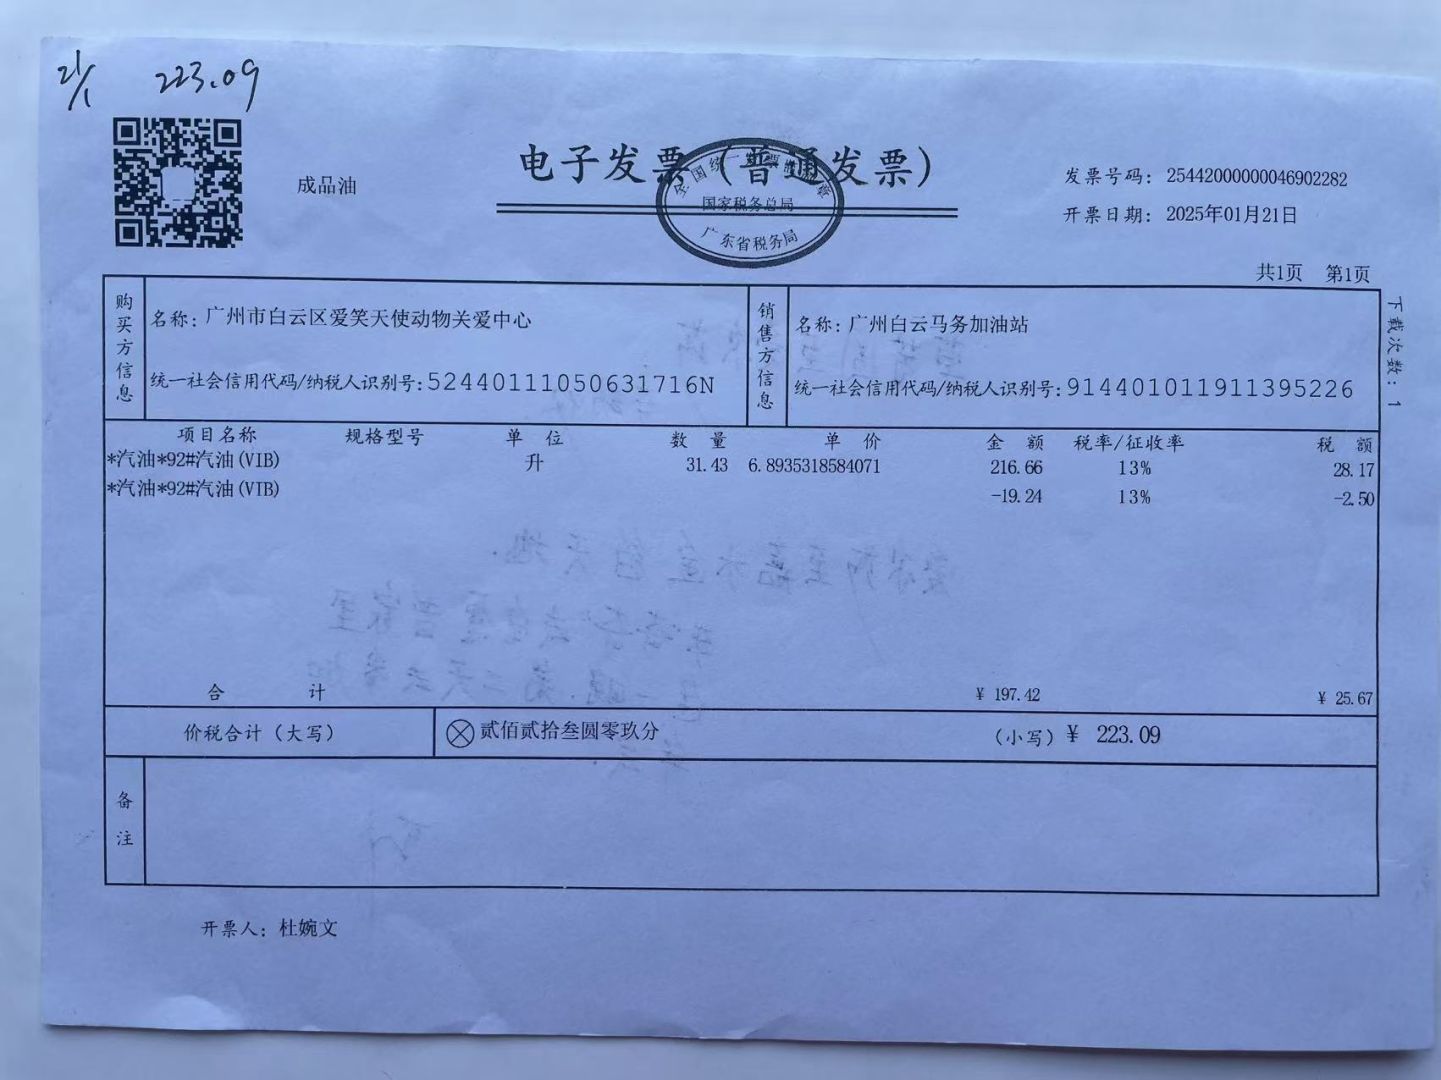 21/1 223.09
成品油
电子发票（普通发票）
全国统一发票监制章
国家税务总局
广东省税务局
发票号码：25442000000046902282
开票日期：2025年01月21日
共1页 第1页
购买方信息
名称：广州市白云区爱笑天使动物关爱中心
统一社会信用代码/纳税人识别号：52440111050631716N
销售方信息
名称：广州白云马务加油站
统一社会信用代码/纳税人识别号：914401011911395226
下载次数：1
项目名称 规格型号 单位 数量 单价 金额 税率/征收率 税额
*汽油*92#汽油(VIB) 升 31.43 6.8935318584071 216.66 13% 28.17
*汽油*92#汽油(VIB) -19.24 13% -2.50
合计 ¥ 197.42 ¥ 25.67
价税合计（大写） 贰佰贰拾叁圆零玖分 （小写）¥ 223.09
备注
开票人：杜婉文